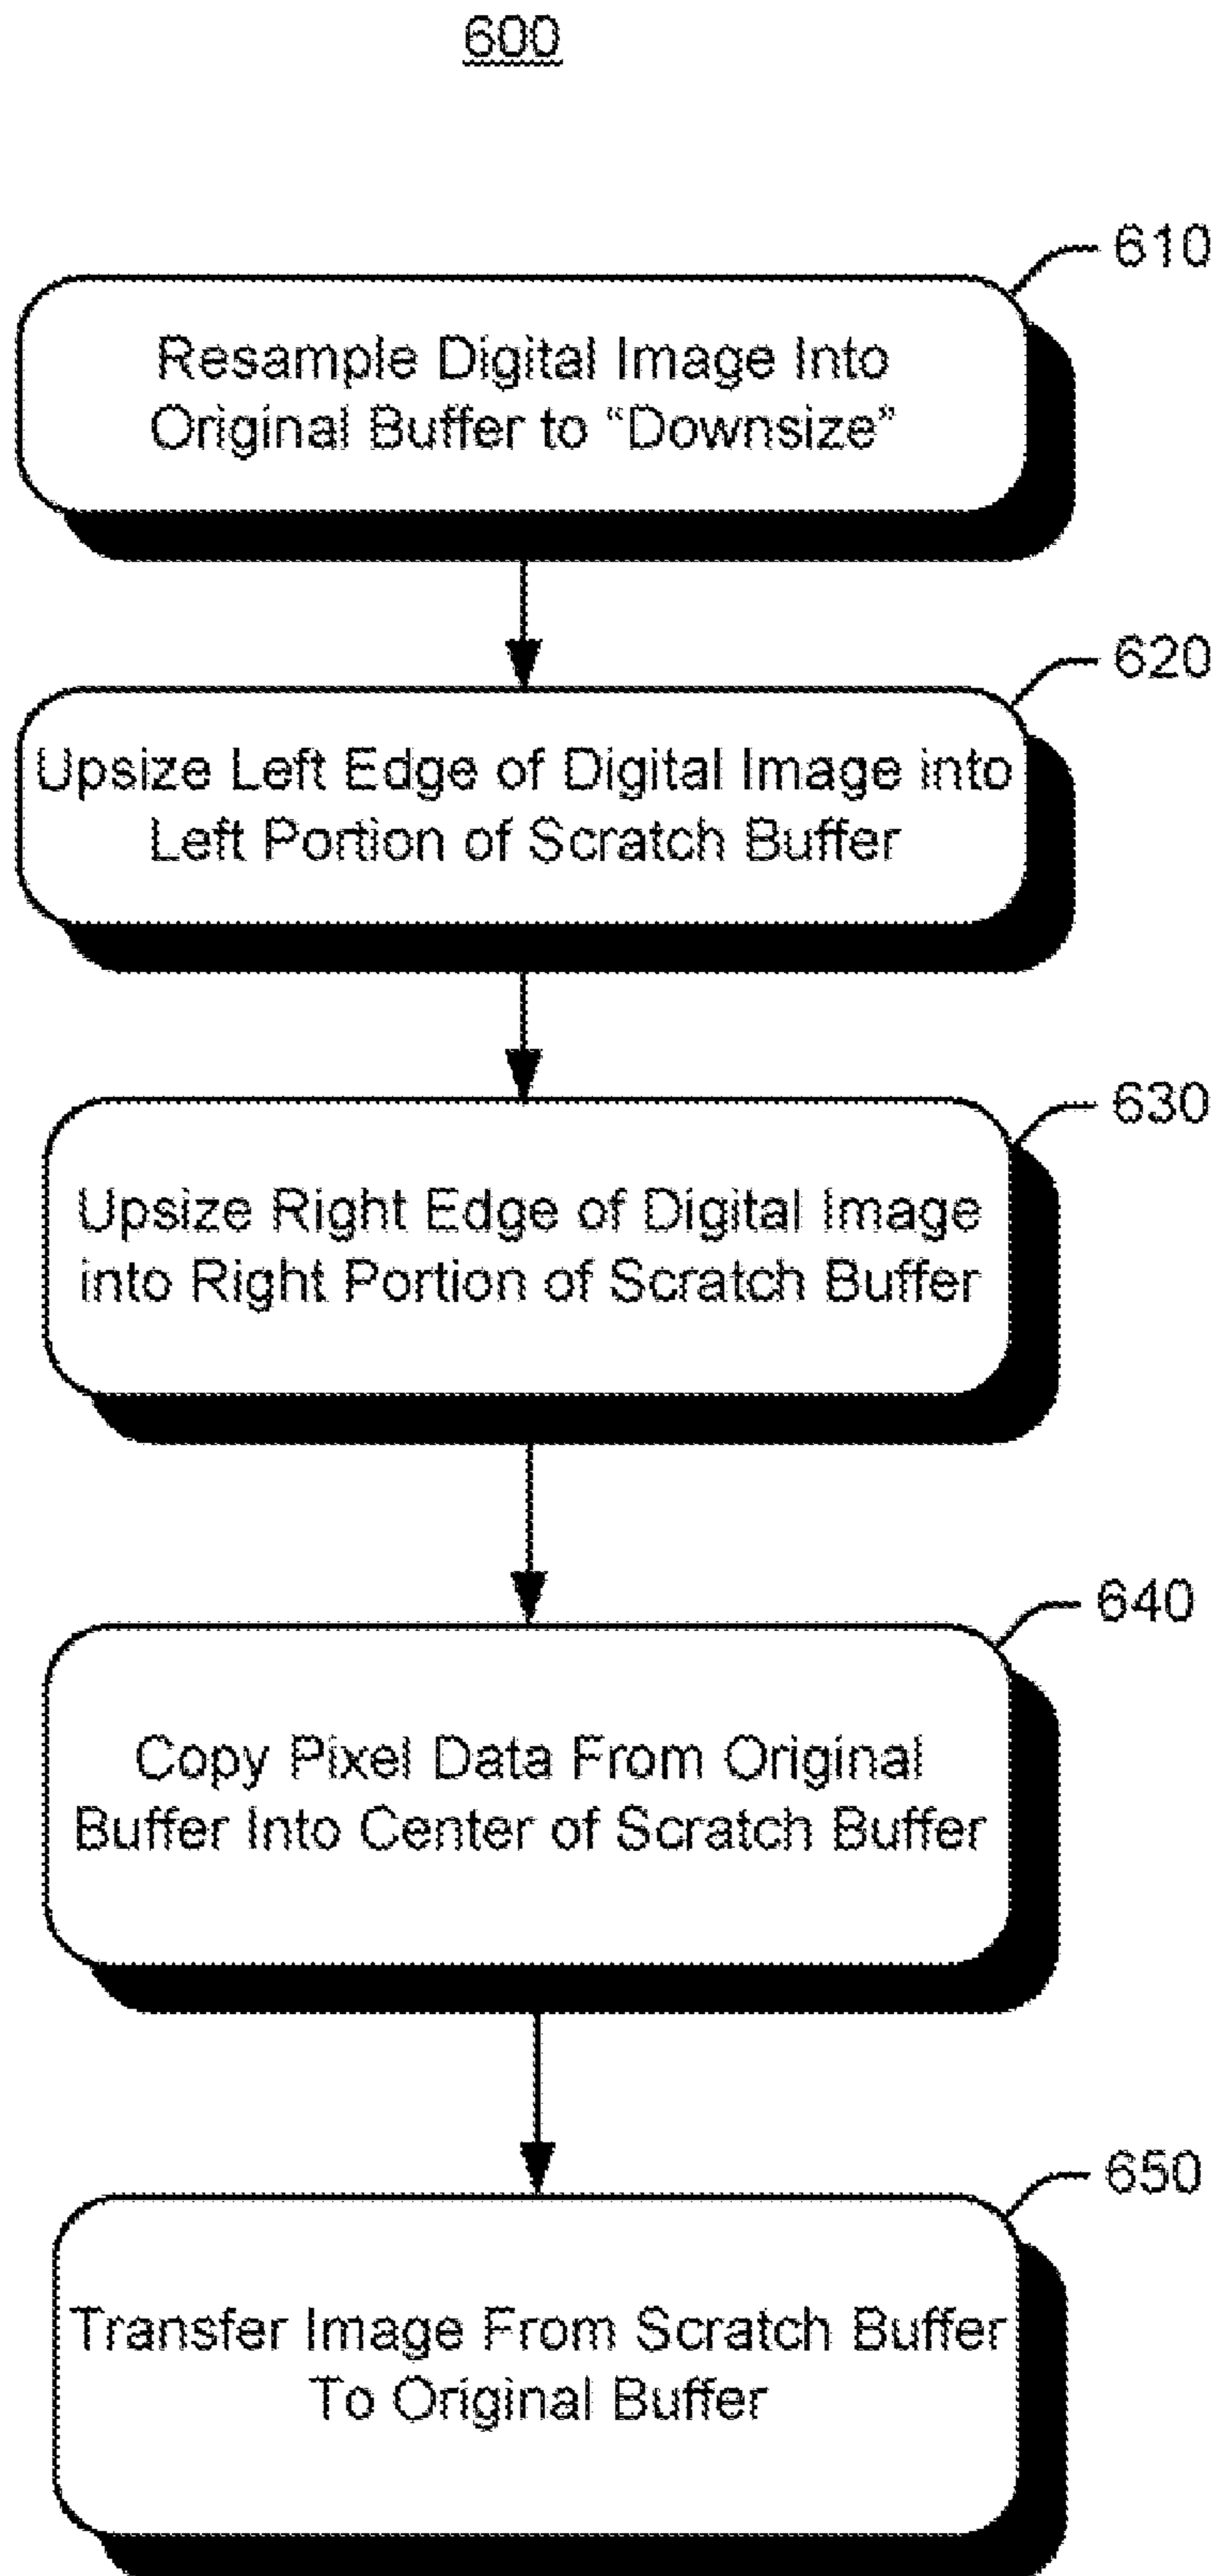 600
610
Resample Digital Image Into
Original Buffer to “Downsize”
620
Upsize Left Edge of Digital Image into
Left Portion of Scratch Buffer
630
Upsize Right Edge of Digital Image
into Right Portion of Scratch Buffer
640
Copy Pixel Data From Original
Buffer Into Center of Scratch Buffer
650
Transfer Image From Scratch Buffer
To Original Buffer